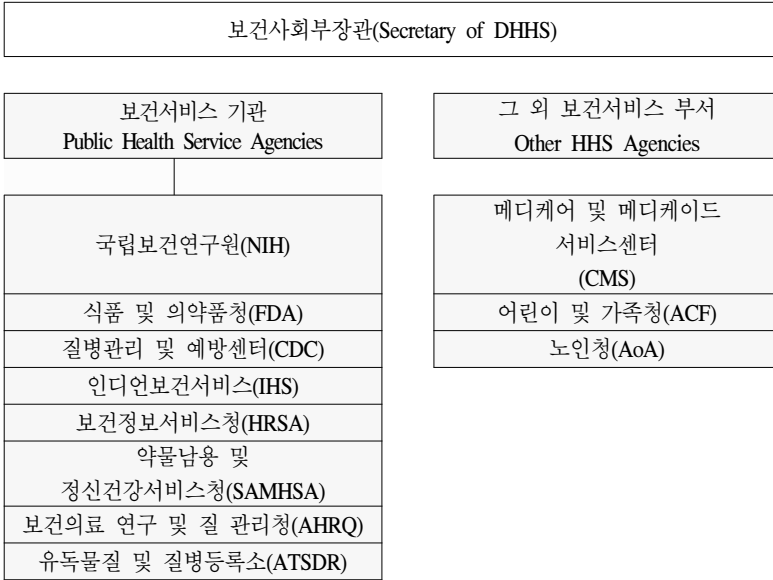 보건사회부장관(Secretary of DHHS)
보건서비스 기관
Public Health Service Agencies
국립보건연구원(NIH)
식품 및 의약품청(FDA)
질병관리 및 예방센터(CDC)
인디언보건서비스(IHS)
보건정보서비스청(HRSA)
약물남용 및
정신건강서비스청(SAMHSA)
보건의료 연구 및 질 관리청(AHRQ)
유독물질 및 질병등록소(ATSDR)
그 외 보건서비스 부서
Other HHS Agencies
메디케어 및 메디케이드
서비스센터
(CMS)
어린이 및 가족청(ACF)
노인청(AoA)